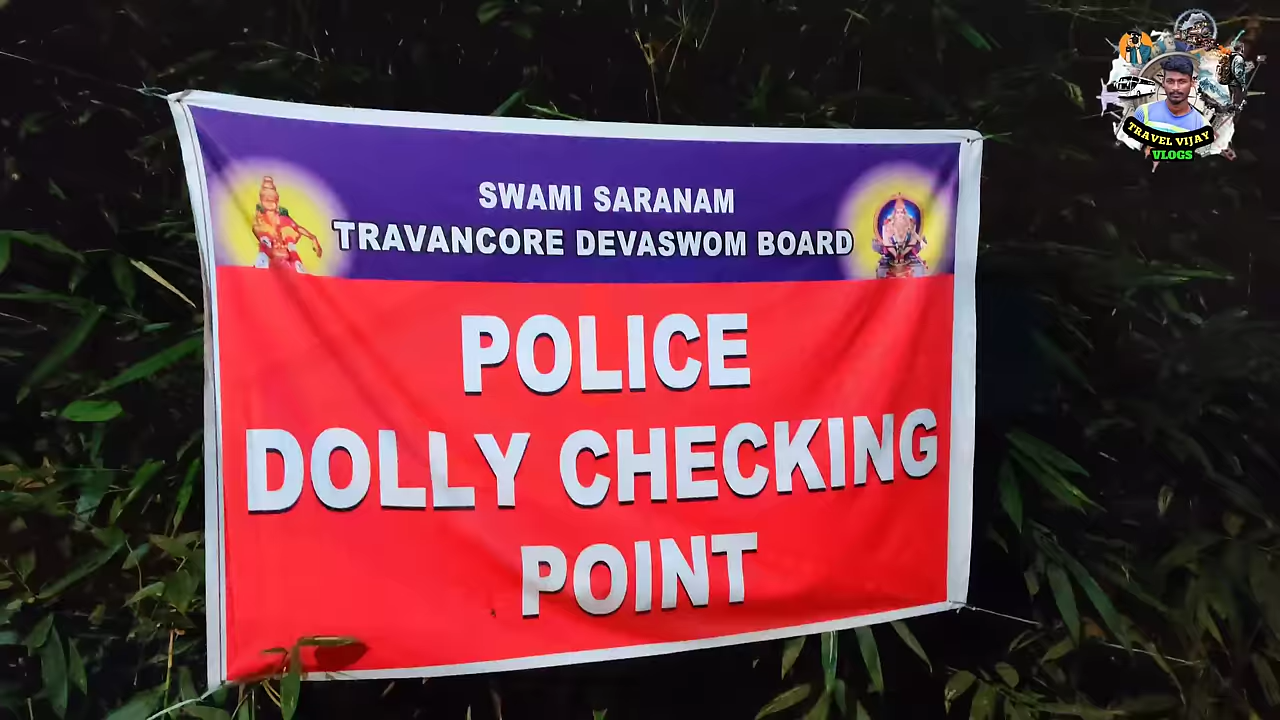 SWAMI SARANAM
TRAVANCORE DEVASWOM BOARD
POLICE
DOLLY CHECKING
POINT
TRAVEL VIJAY
VLOGS